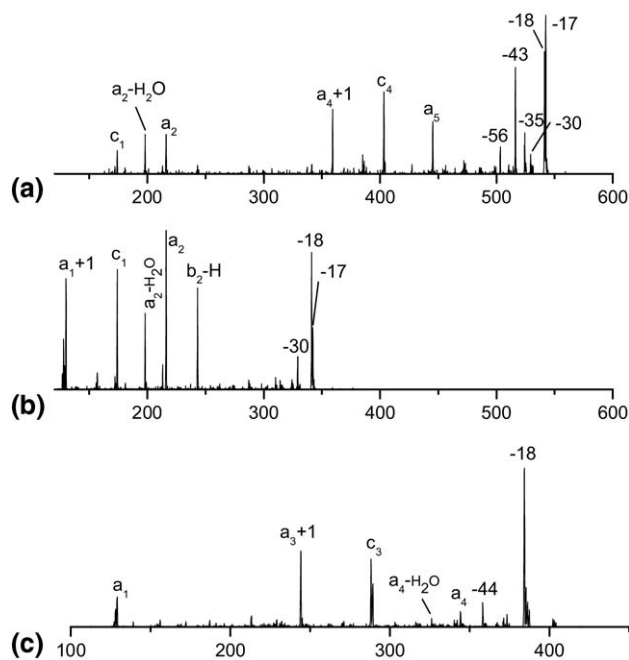 -18 -17
a₂-H₂O
-43
a₄+1 c₄
c₁ a₂ a₅ -35 -30
-56
(a)
200 300 400 500 600
a₂ -18
a₁+1 c₁ a₂-H₂O b₂-H -17
-30
(b)
200 300 400 500 600
-18
a₃+1
c₃
a₁ a₄-H₂O a₄ -44
(c)
100 200 300 400